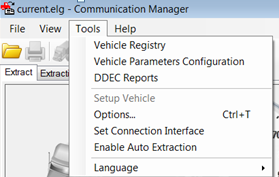 current.elg - Communication Manager
File View Tools Help
Vehicle Registry
Vehicle Parameters Configuration
DDEC Reports
Extract Extractio
Setup Vehicle
Options... Ctrl+T
Set Connection Interface
Enable Auto Extraction
Language